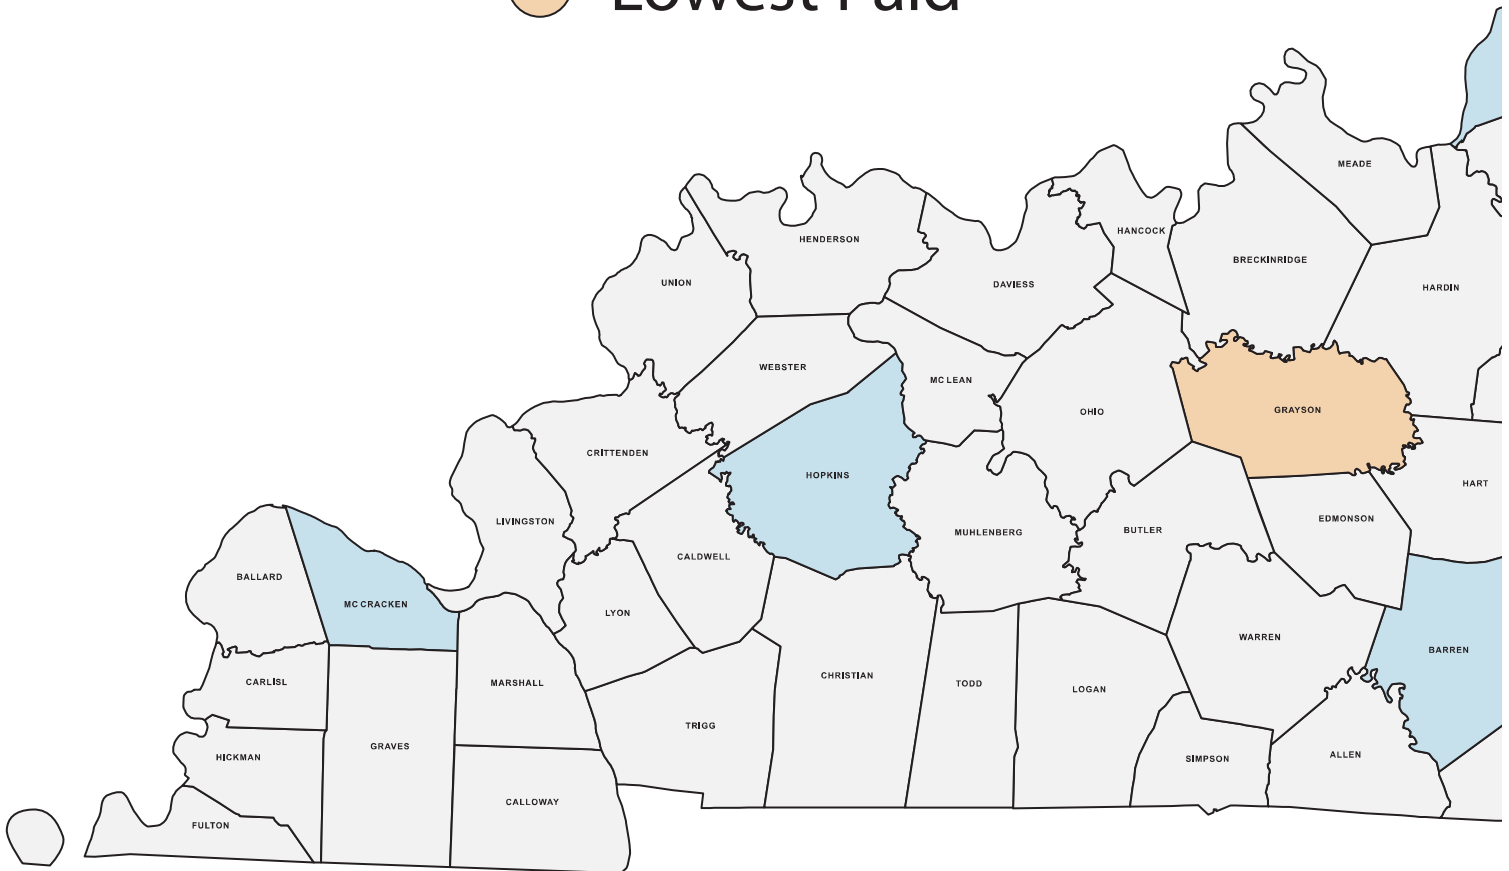 Lowest Paid
MEADE
HANCOCK
HENDERSON
BRECKINRIDGE
UNION
DAVIESS
HARDIN
WEBSTER
MC LEAN
OHIO
GRAYSON
CRITTENDEN
HOPKINS
HART
LIVINGSTON
EDMONSON
MUHLENBERG
BUTLER
CALDWELL
BALLARD
MC CRACKEN
LYON
WARREN
BARREN
CHRISTIAN
CARLISL
MARSHALL
TODD
LOGAN
TRIGG
GRAVES
HICKMAN
ALLEN
SIMPSON
CALLOWAY
FULTON